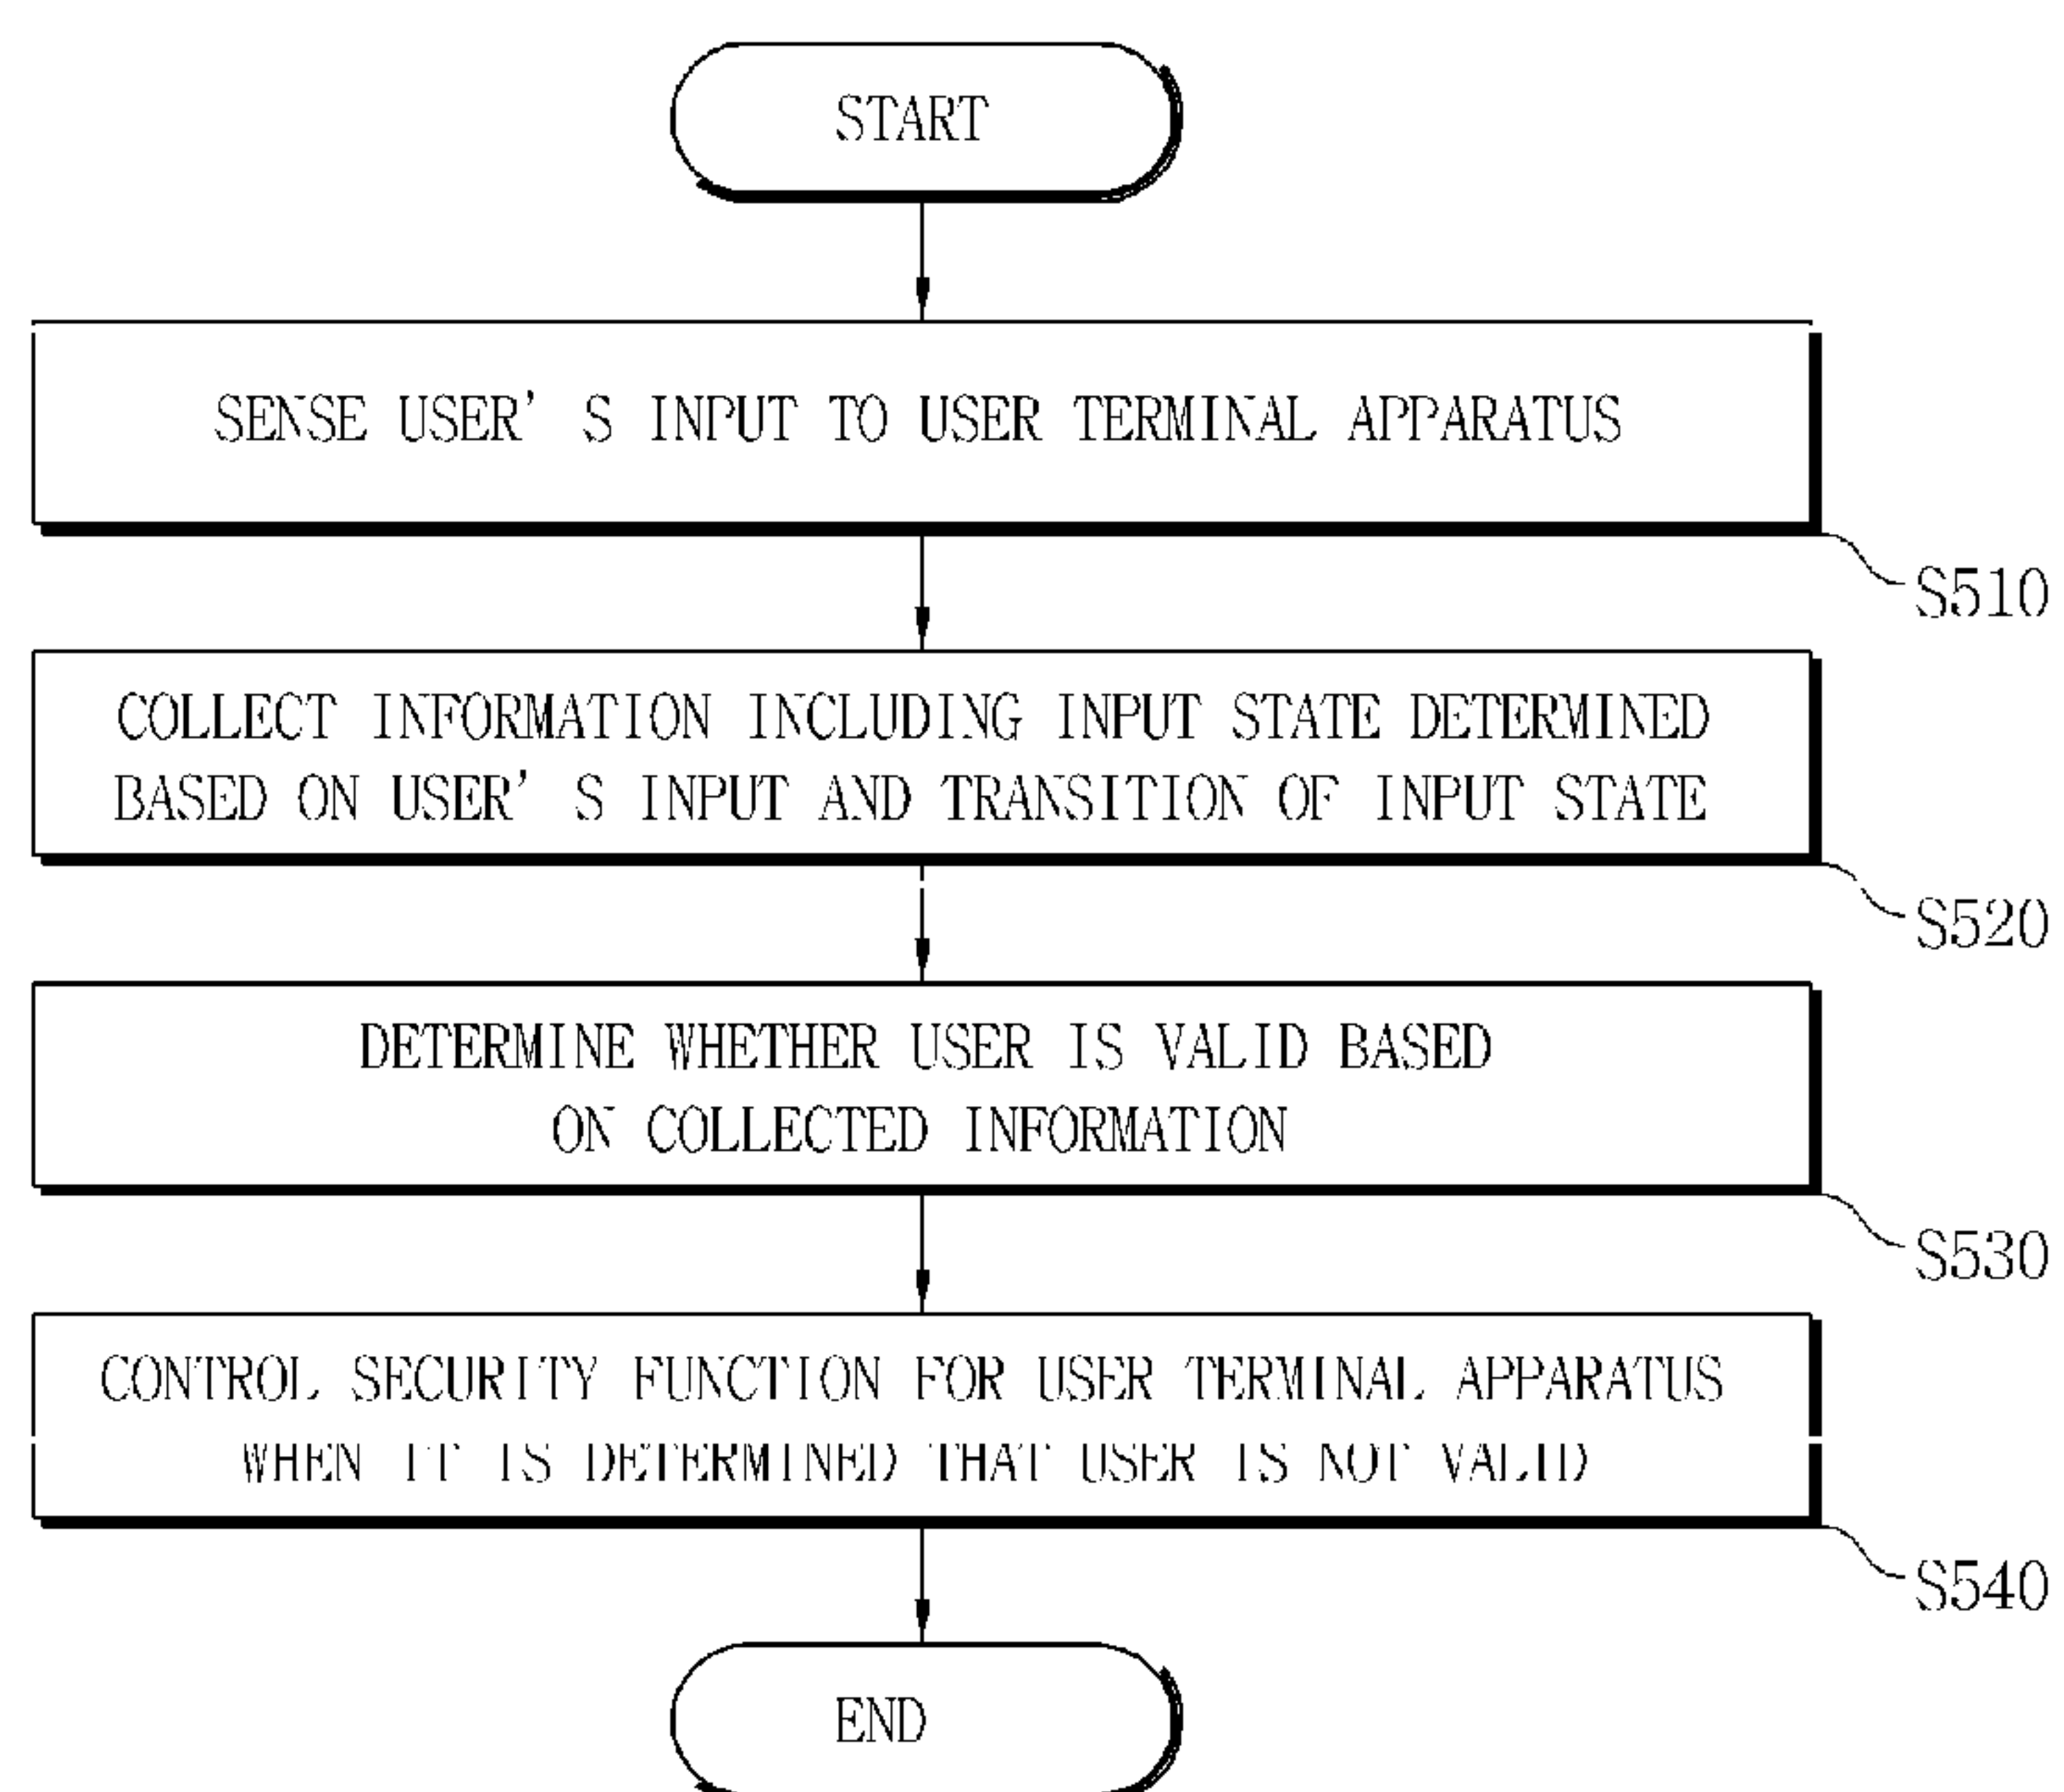 START
SENSE USER'S INPUT TO USER TERMINAL APPARATUS
S510
COLLECT INFORMATION INCLUDING INPUT STATE DETERMINED
BASED ON USER'S INPUT AND TRANSITION OF INPUT STATE
S520
DETERMINE WHETHER USER IS VALID BASED
ON COLLECTED INFORMATION
S530
CONTROL SECURITY FUNCTION FOR USER TERMINAL APPARATUS
WHEN IT IS DETERMINED THAT USER IS NOT VALID
S540
END